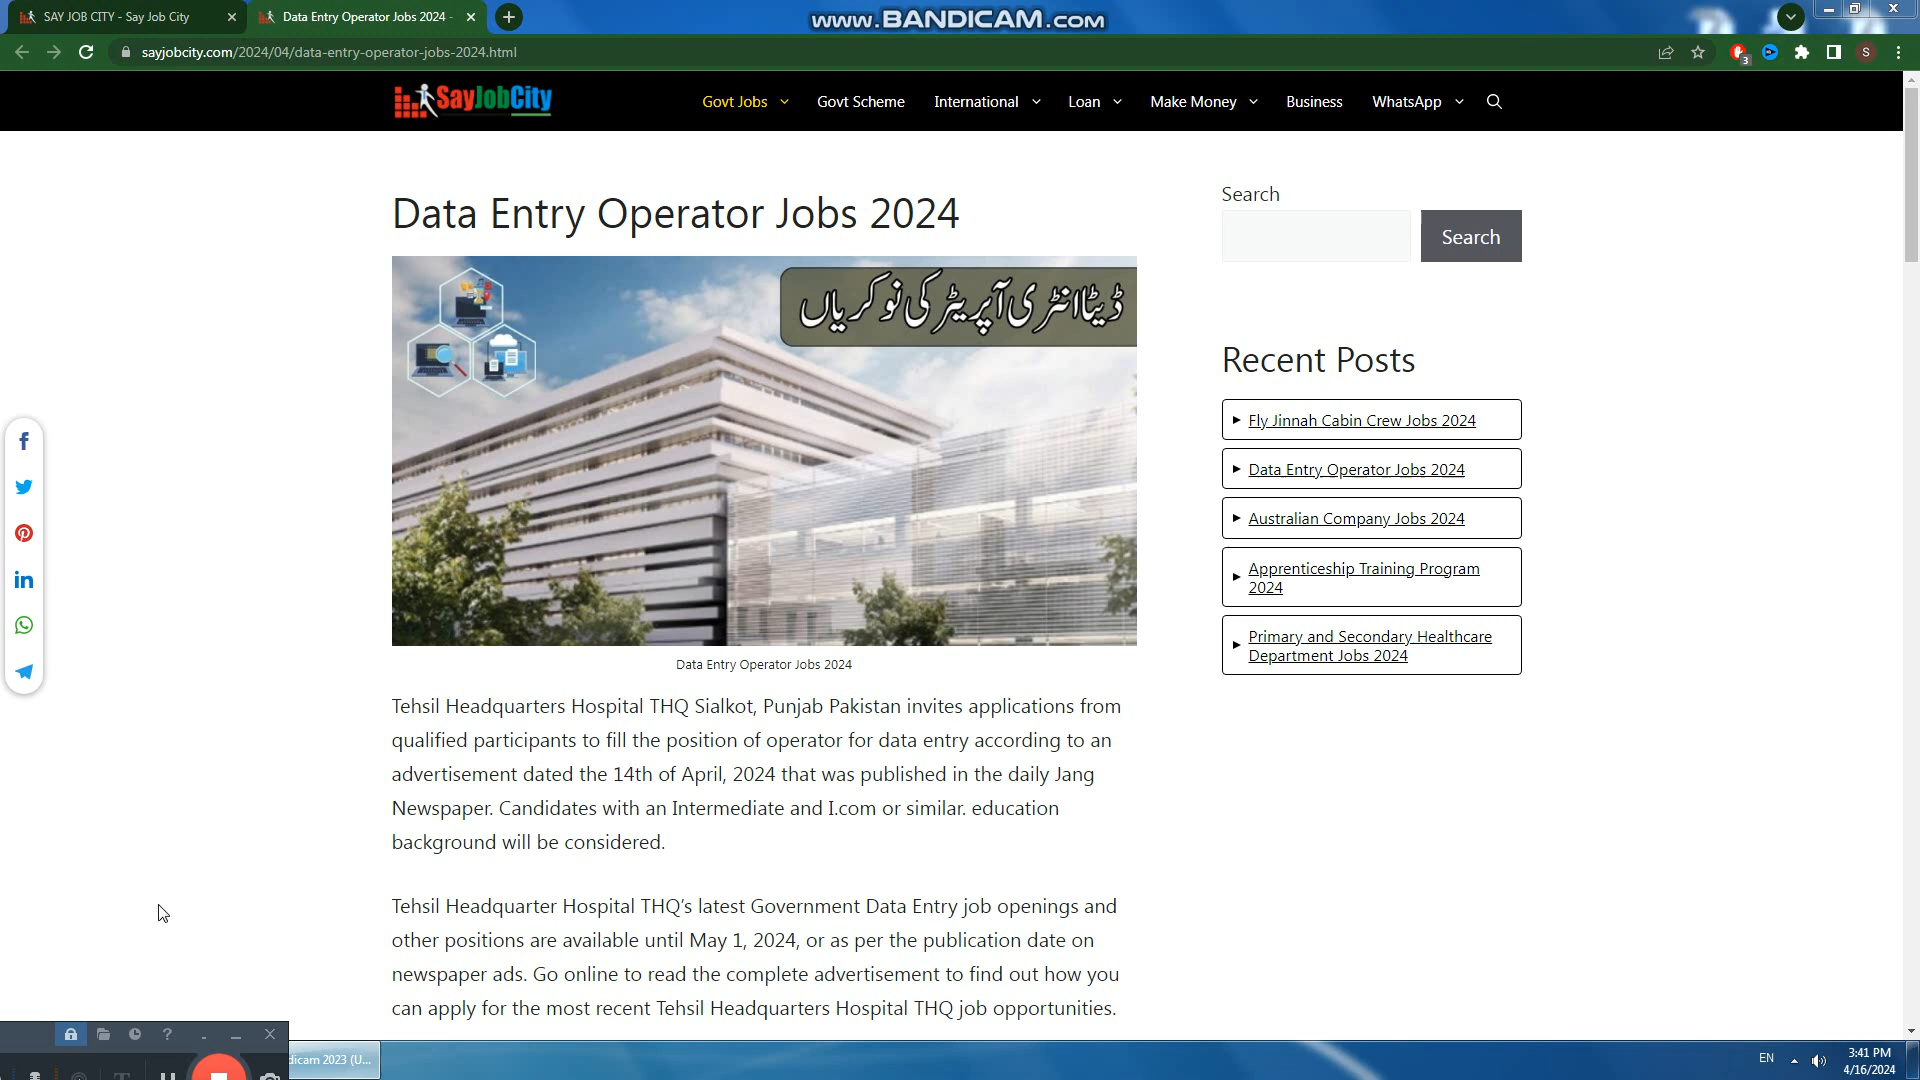 SAY JOB CITY - Say Job City
Data Entry Operator Jobs 2024 -
www.BANDICAM.com
sayjobcity.com/2024/04/data-entry-operator-jobs-2024.html
3
S
SayJobCity
Govt Jobs
Govt Scheme
International
Loan
Make Money
Business
WhatsApp
Data Entry Operator Jobs 2024
ڈیٹا انٹری آپریٹر کی نوکریاں
Data Entry Operator Jobs 2024
Tehsil Headquarters Hospital THQ Sialkot, Punjab Pakistan invites applications from
qualified participants to fill the position of operator for data entry according to an
advertisement dated the 14th of April, 2024 that was published in the daily Jang
Newspaper. Candidates with an Intermediate and I.com or similar. education
background will be considered.
Tehsil Headquarter Hospital THQ’s latest Government Data Entry job openings and
other positions are available until May 1, 2024, or as per the publication date on
newspaper ads. Go online to read the complete advertisement to find out how you
can apply for the most recent Tehsil Headquarters Hospital THQ job opportunities.
Search
Search
Recent Posts
Fly Jinnah Cabin Crew Jobs 2024
Data Entry Operator Jobs 2024
Australian Company Jobs 2024
Apprenticeship Training Program
2024
Primary and Secondary Healthcare
Department Jobs 2024
dicam 2023 (U...
EN
3:41 PM
4/16/2024